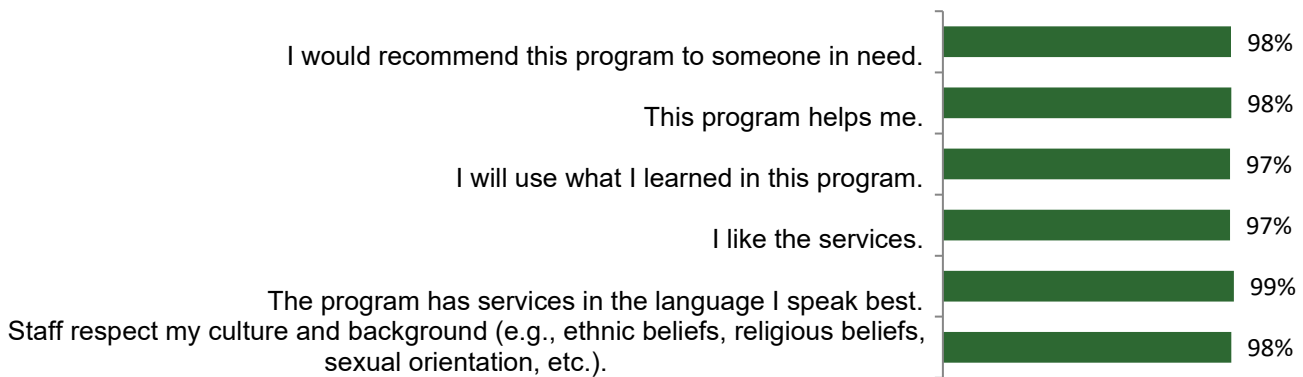 I would recommend this program to someone in need. 98%
This program helps me. 98%
I will use what I learned in this program. 97%
I like the services. 97%
The program has services in the language I speak best. 99%
Staff respect my culture and background (e.g., ethnic beliefs, religious beliefs,
sexual orientation, etc.). 98%